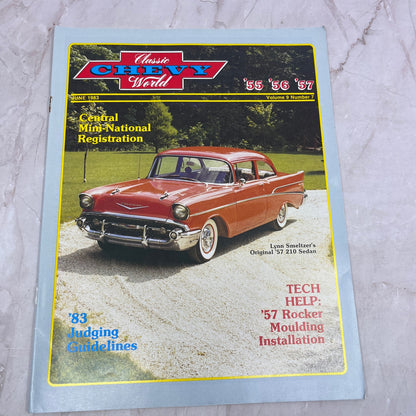 Classic
CHEVY
World
'55 '56 '57
JUNE 1983
Volume 9 Number 7
Central
Mini-National
Registration
Lynn Smeltzer's
Original '57 210 Sedan
'83
Judging
Guidelines
TECH
HELP:
'57 Rocker
Moulding
Installation